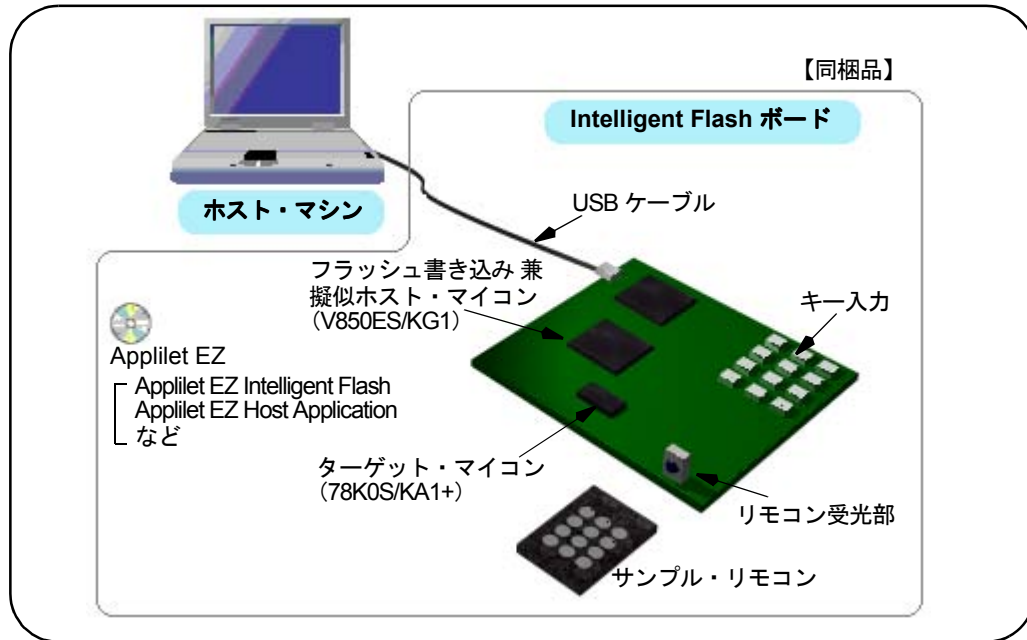 【同梱品】
Intelligent Flash ボード
ホスト・マシン
USB ケーブル
フラッシュ書き込み 兼
擬似ホスト・マイコン
（V850ES/KG1）
キー入力
Applilet EZ
Applilet EZ Intelligent Flash
Applilet EZ Host Application
など
ターゲット・マイコン
（78K0S/KA1+）
リモコン受光部
サンプル・リモコン